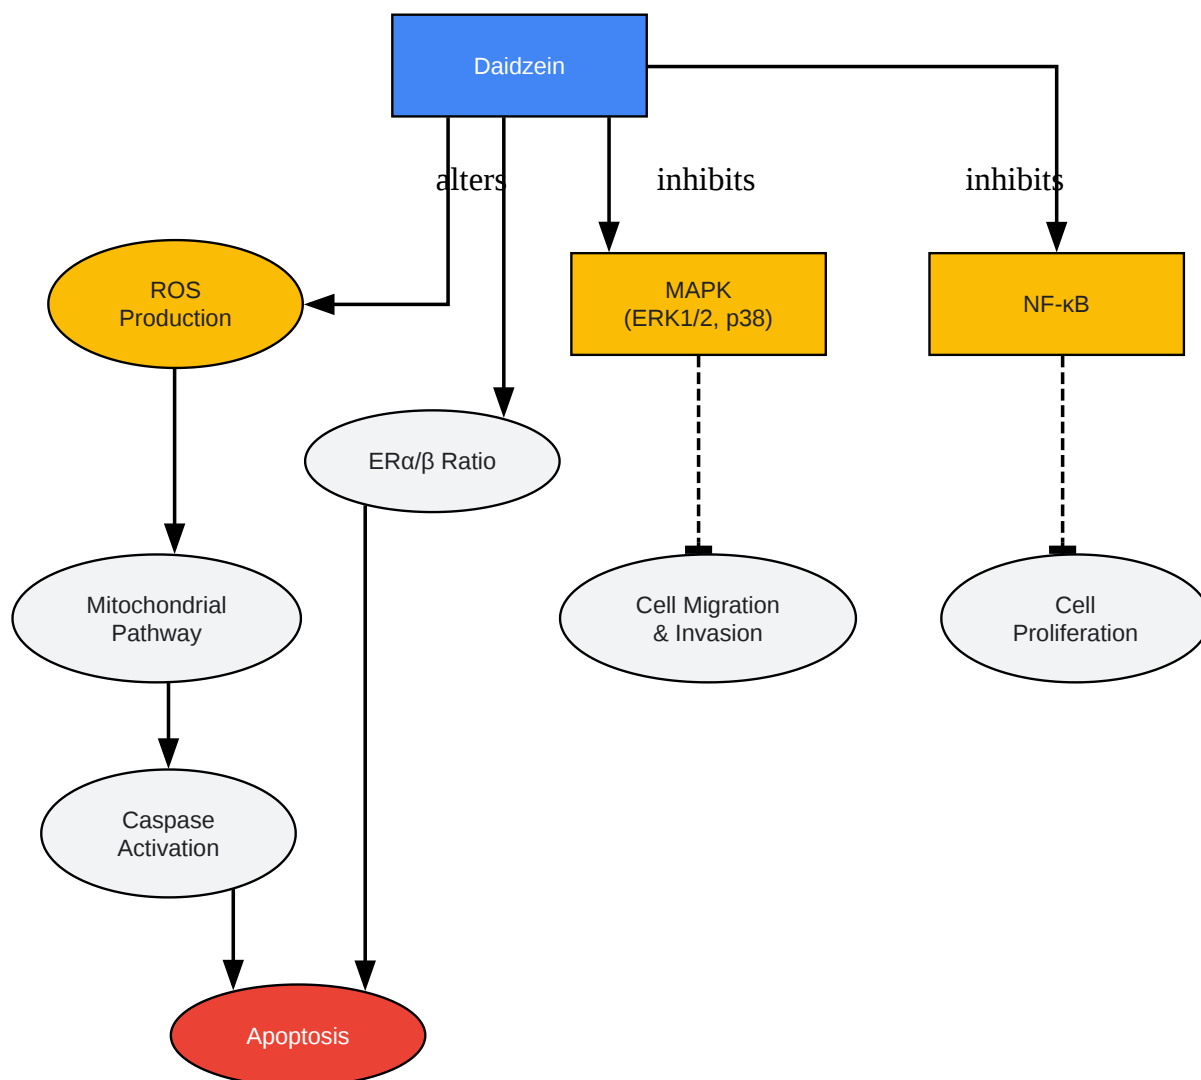 Daidzein
alters
inhibits
inhibits
ROS
Production
MAPK
(ERK1/2, p38)
NF-κB
ERα/β Ratio
Mitochondrial
Pathway
Cell Migration
& Invasion
Cell
Proliferation
Caspase
Activation
Apoptosis